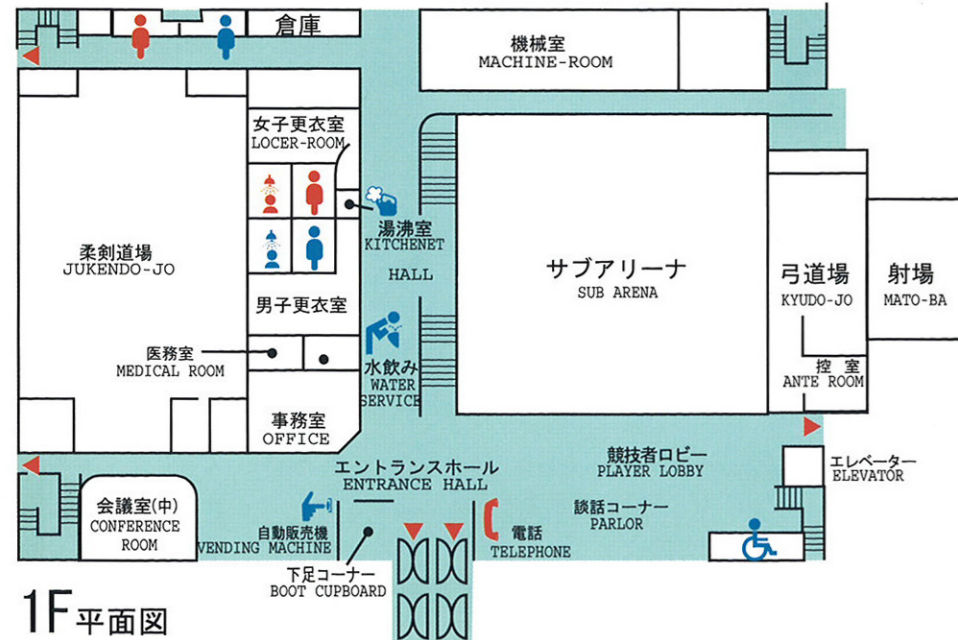 倉庫
機械室
MACHINE-ROOM
女子更衣室
LOCER-ROOM
湯沸室
KITCHENET
柔剣道場
JUKENDO-JO
HALL
サブアリーナ
SUB ARENA
弓道場
KYUDO-JO
射場
MATO-BA
男子更衣室
医務室
MEDICAL ROOM
水飲み
WATER
SERVICE
控 室
ANTE ROOM
事務室
OFFICE
エントランスホール
ENTRANCE HALL
競技者ロビー
PLAYER LOBBY
エレベーター
ELEVATOR
会議室(中)
CONFERENCE
ROOM
自動販売機
VENDING MACHINE
電話
TELEPHONE
談話コーナー
PARLOR
下足コーナー
BOOT CUPBOARD
1F平面図